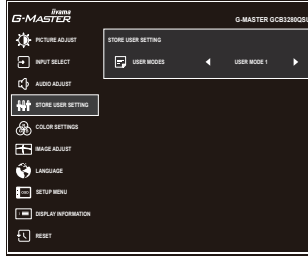 iiyama
G-MASTER
G-MASTER GCB3280QSU
PICTURE ADJUST
STORE USER SETTING
INPUT SELECT
USER MODES
USER MODE 1
AUDIO ADJUST
STORE USER SETTING
COLOR SETTINGS
IMAGE ADJUST
LANGUAGE
OSD
SETUP MENU
DISPLAY INFORMATION
RESET